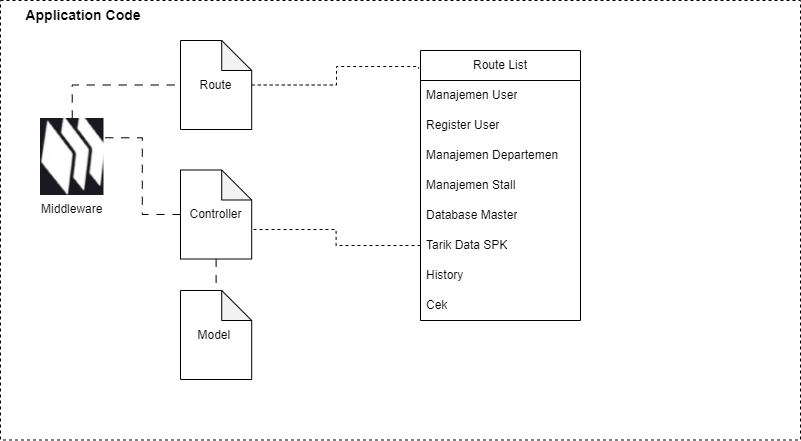 Application Code
Route
Route List
Manajemen User
Register User
Manajemen Departemen
Manajemen Stall
Database Master
Tarik Data SPK
History
Cek
Middleware
Controller
Model